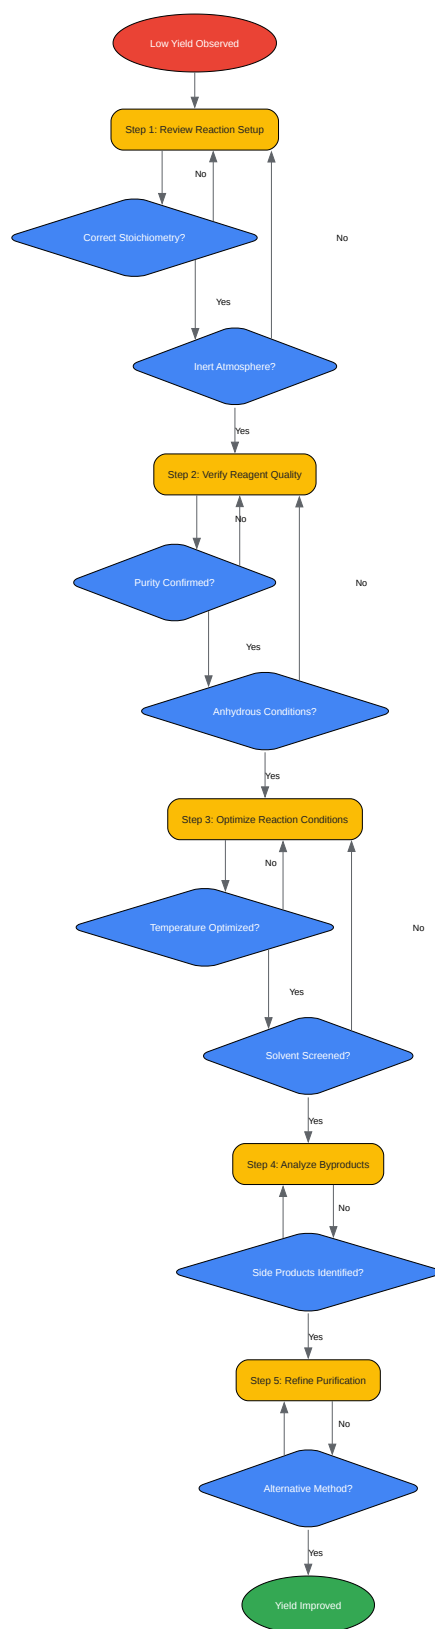 Low Yield Observed
Step 1: Review Reaction Setup
No
Correct Stoichiometry?
No
Yes
Inert Atmosphere?
Yes
Step 2: Verify Reagent Quality
No
Purity Confirmed?
No
Yes
Anhydrous Conditions?
Yes
Step 3: Optimize Reaction Conditions
No
Temperature Optimized?
No
Yes
Solvent Screened?
Yes
Step 4: Analyze Byproducts
No
Side Products Identified?
Yes
Step 5: Refine Purification
No
Alternative Method?
Yes
Yield Improved